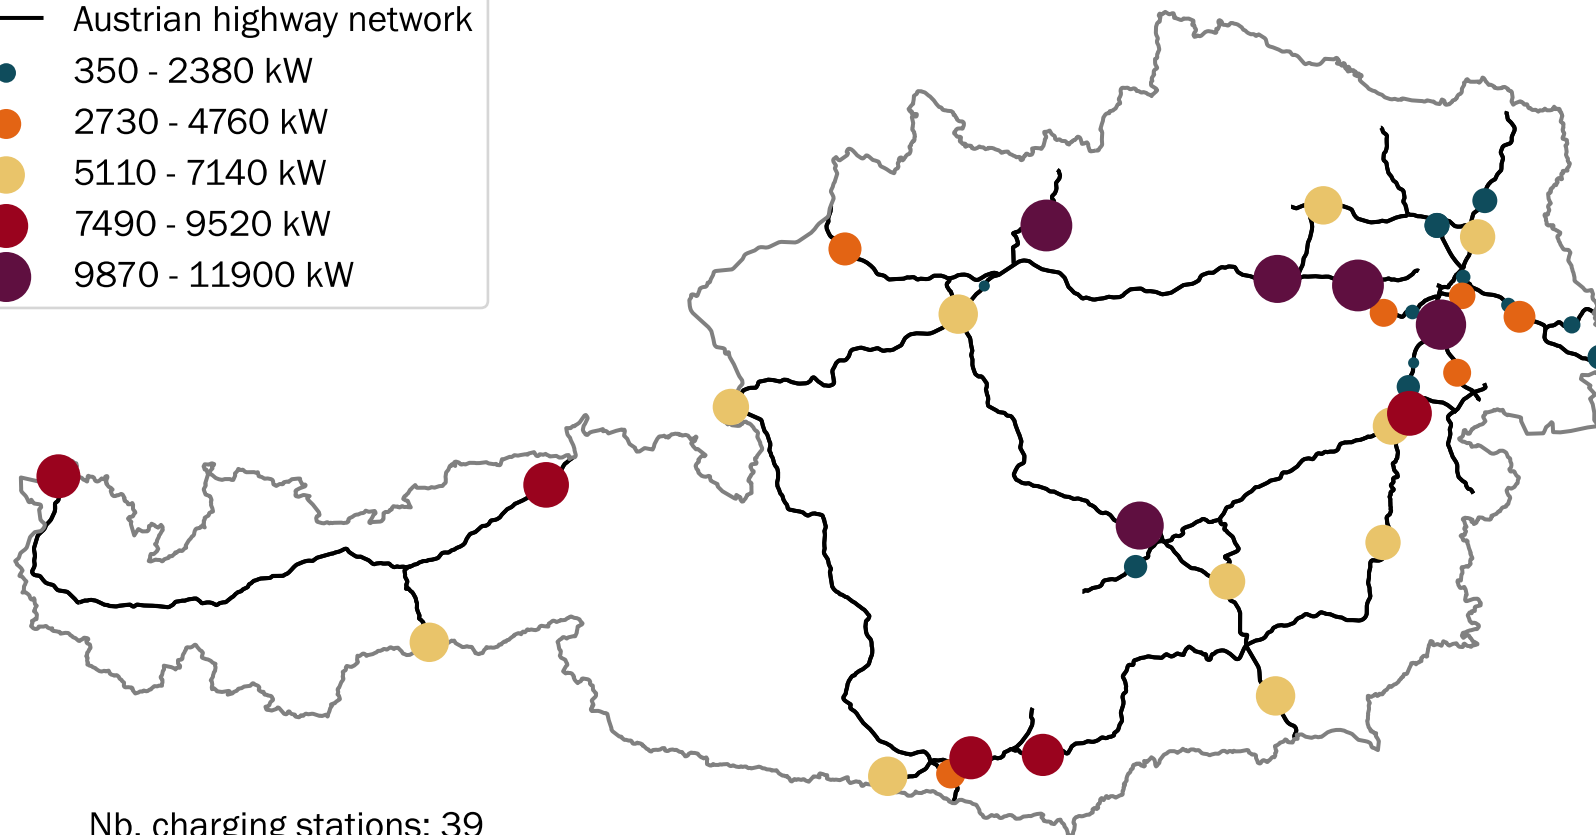 Austrian highway network
350 - 2380 kW
2730 - 4760 kW
5110 - 7140 kW
7490 - 9520 kW
9870 - 11900 kW
Nb. charging stations: 39